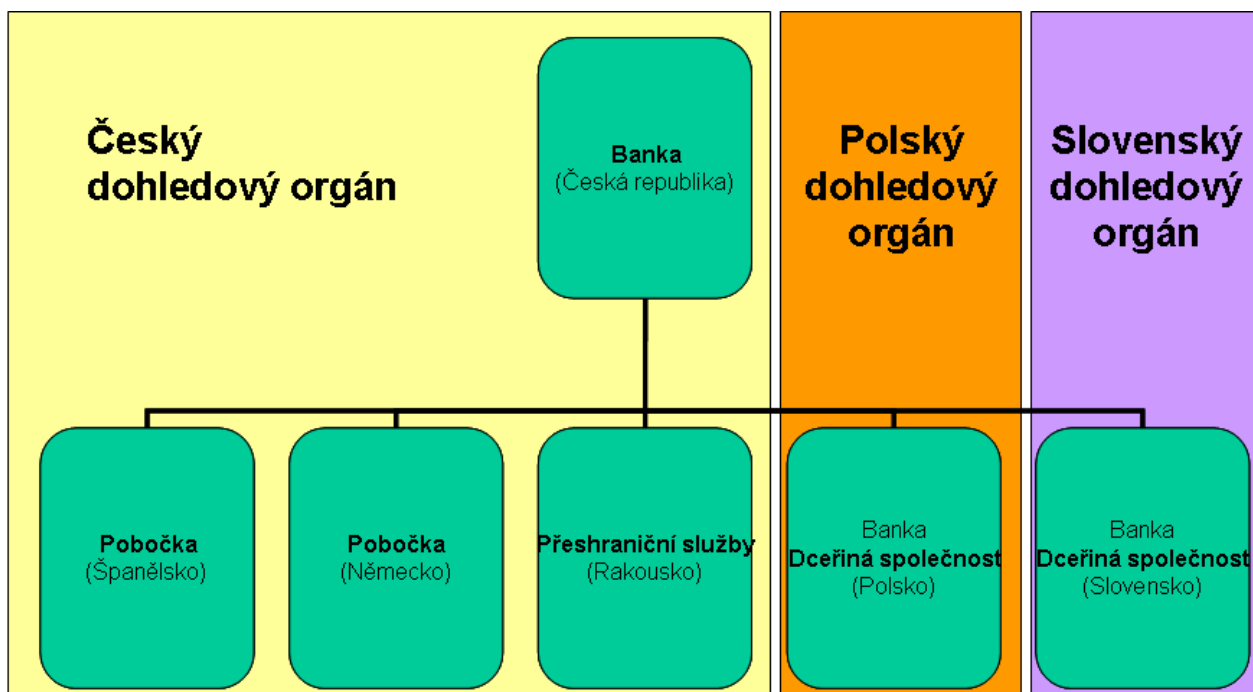 Český
dohledový orgán
Banka
(Česká republika)
Polský
dohledový
orgán
Slovenský
dohledový
orgán
Pobočka
(Španělsko)
Pobočka
(Německo)
Přeshraniční služby
(Rakousko)
Banka
Dceřiná společnost
(Polsko)
Banka
Dceřiná společnost
(Slovensko)